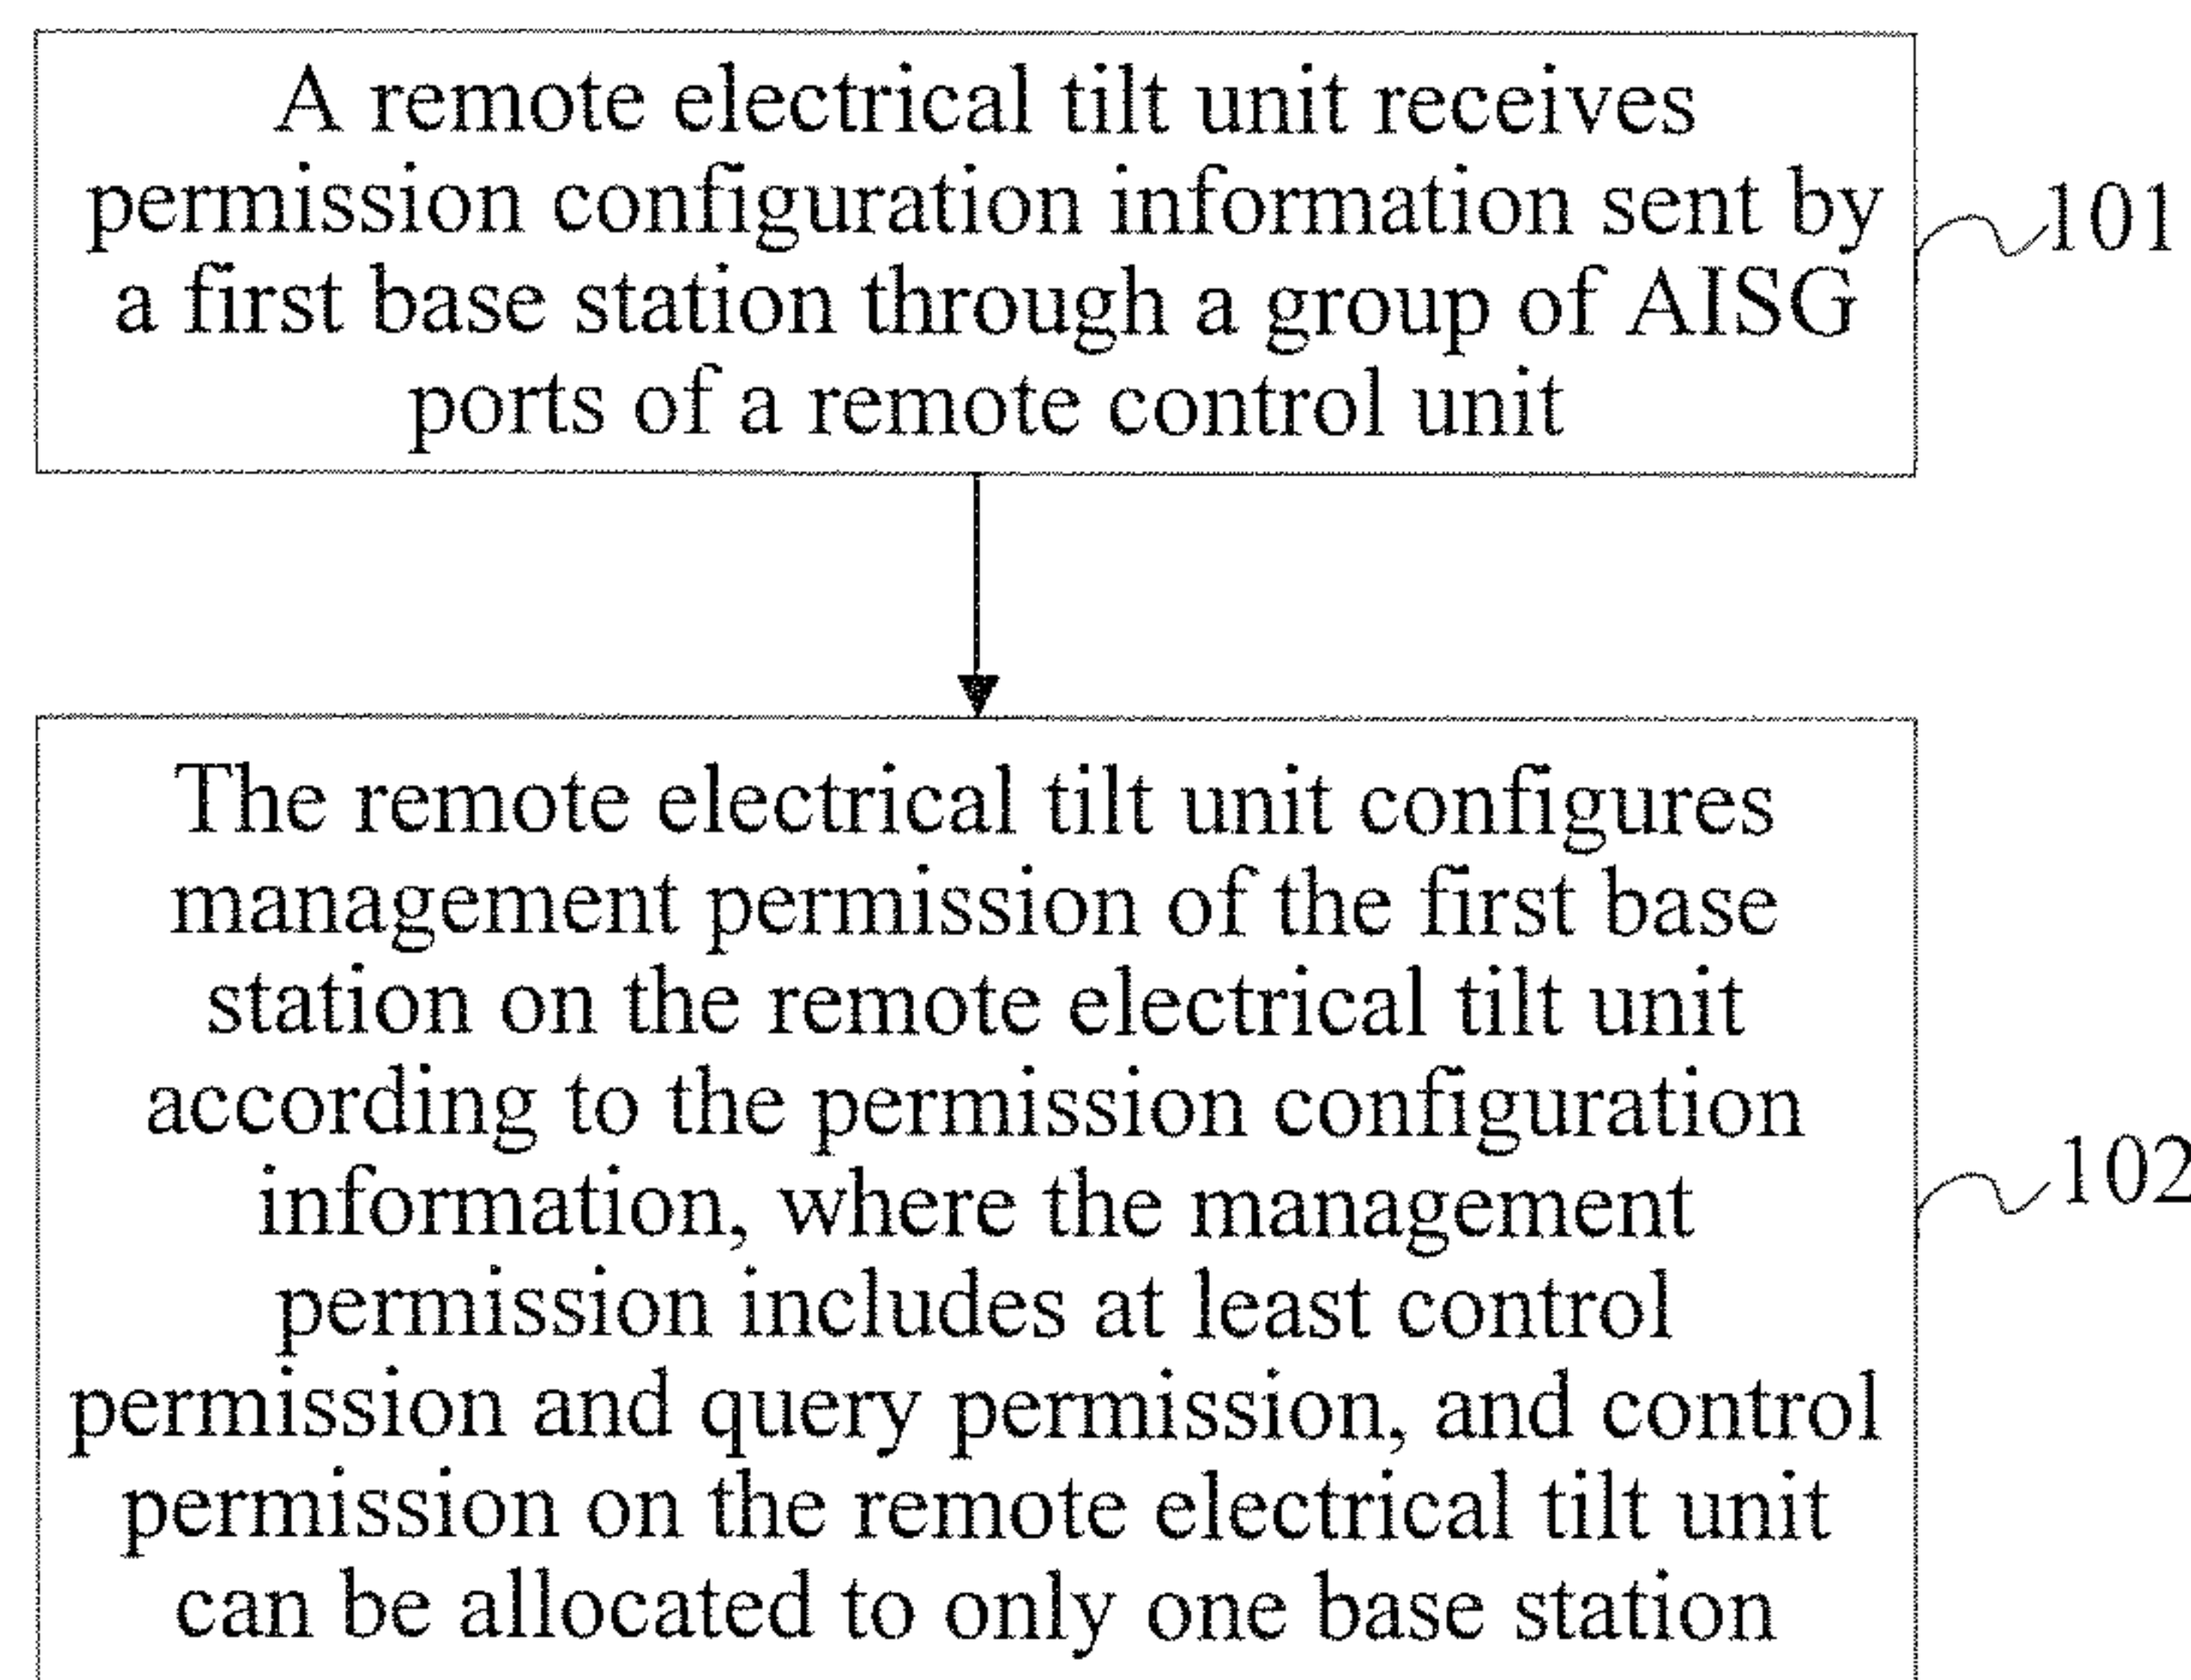 A remote electrical tilt unit receives
permission configuration information sent by
a first base station through a group of AISG
ports of a remote control unit
101
The remote electrical tilt unit configures
management permission of the first base
station on the remote electrical tilt unit
according to the permission configuration
information, where the management
permission includes at least control
permission and query permission, and control
permission on the remote electrical tilt unit
can be allocated to only one base station
102